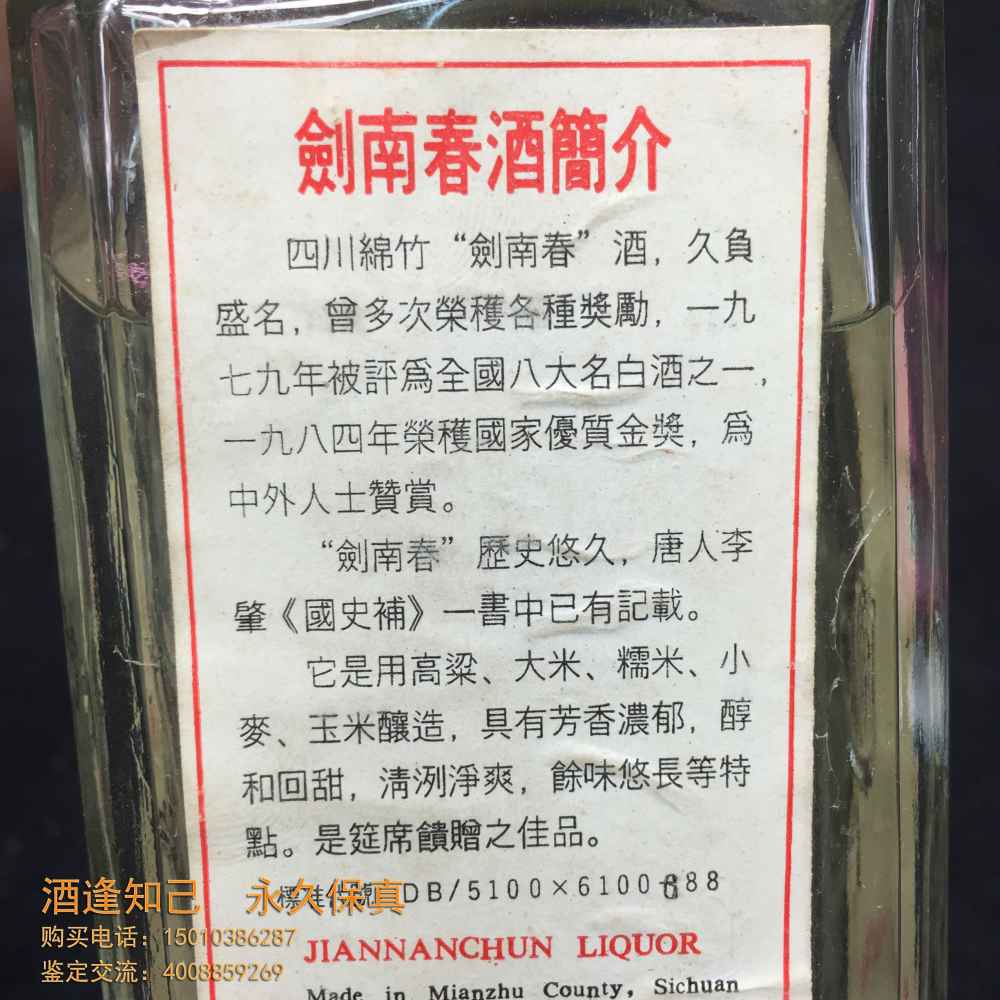 劍南春酒簡介
四川綿竹“劍南春”酒，久負
盛名，曾多次榮獲各種獎勵，一九
七九年被評爲全國八大名白酒之一，
一九八四年榮獲國家優質金獎，爲
中外人士贊賞。
“劍南春”歷史悠久，唐人李
肇《國史補》一書中已有記載。
它是用高粱、大米、糯米、小
麥、玉米釀造，具有芳香濃郁，醇
和回甜，清洌淨爽，餘味悠長等特
點。是筵席饋贈之佳品。
DB/5100×6100 88
酒逢知己 永久保真
购买电话：15010386287
JIANNANCHUN LIQUOR
鉴定交流：4008859269
Made in Mianzhu County, Sichuan